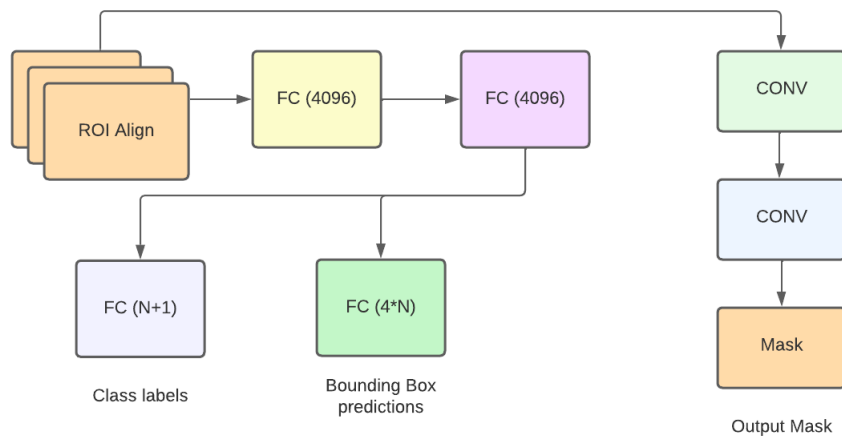 ROI Align
FC (4096)
FC (4096)
CONV
CONV
FC (N+1)
FC (4*N)
Mask
Class labels
Bounding Box
predictions
Output Mask